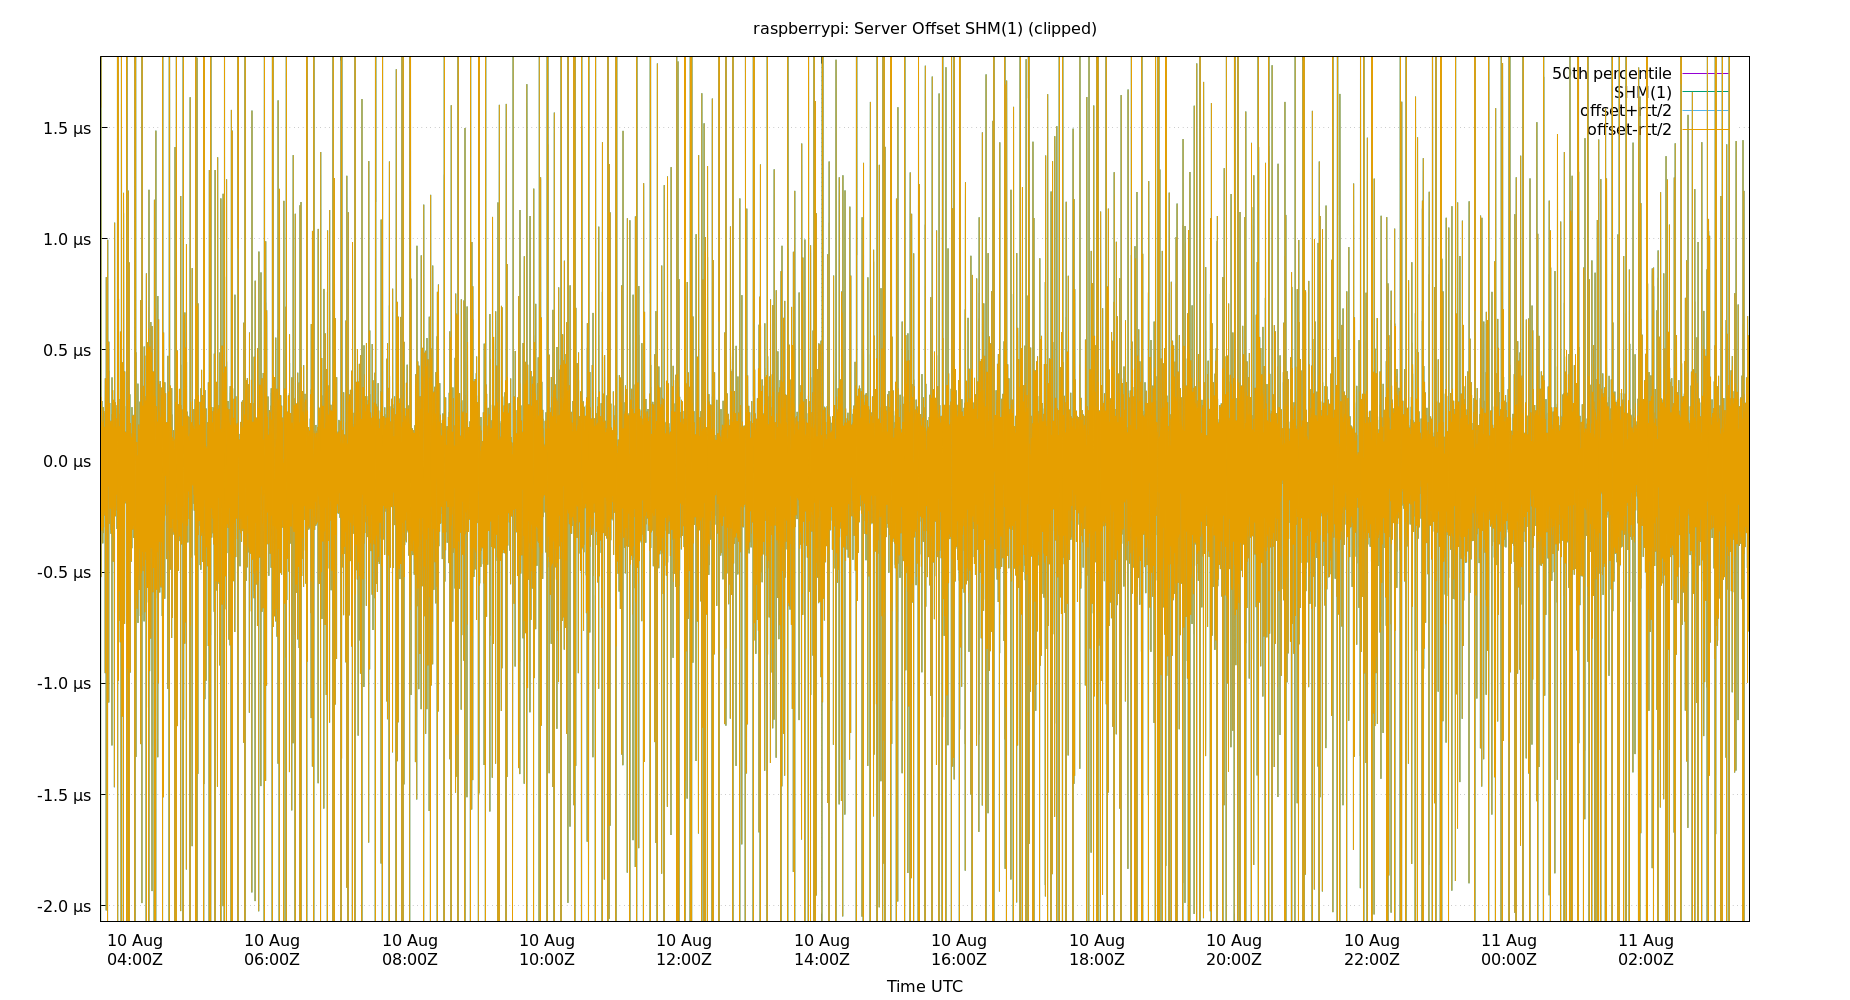 raspberrypi: Server Offset SHM(1) (clipped)
50th percentile
SHM(1)
offset+rtt/2
offset-rtt/2
1.5 µs
1.0 µs
0.5 µs
0.0 µs
-0.5 µs
-1.0 µs
-1.5 µs
-2.0 µs
10 Aug 10 Aug 10 Aug 10 Aug 10 Aug 10 Aug 10 Aug 10 Aug 10 Aug 10 Aug 11 Aug 11 Aug
04:00Z 06:00Z 08:00Z 10:00Z 12:00Z 14:00Z 16:00Z 18:00Z 20:00Z 22:00Z 00:00Z 02:00Z
Time UTC